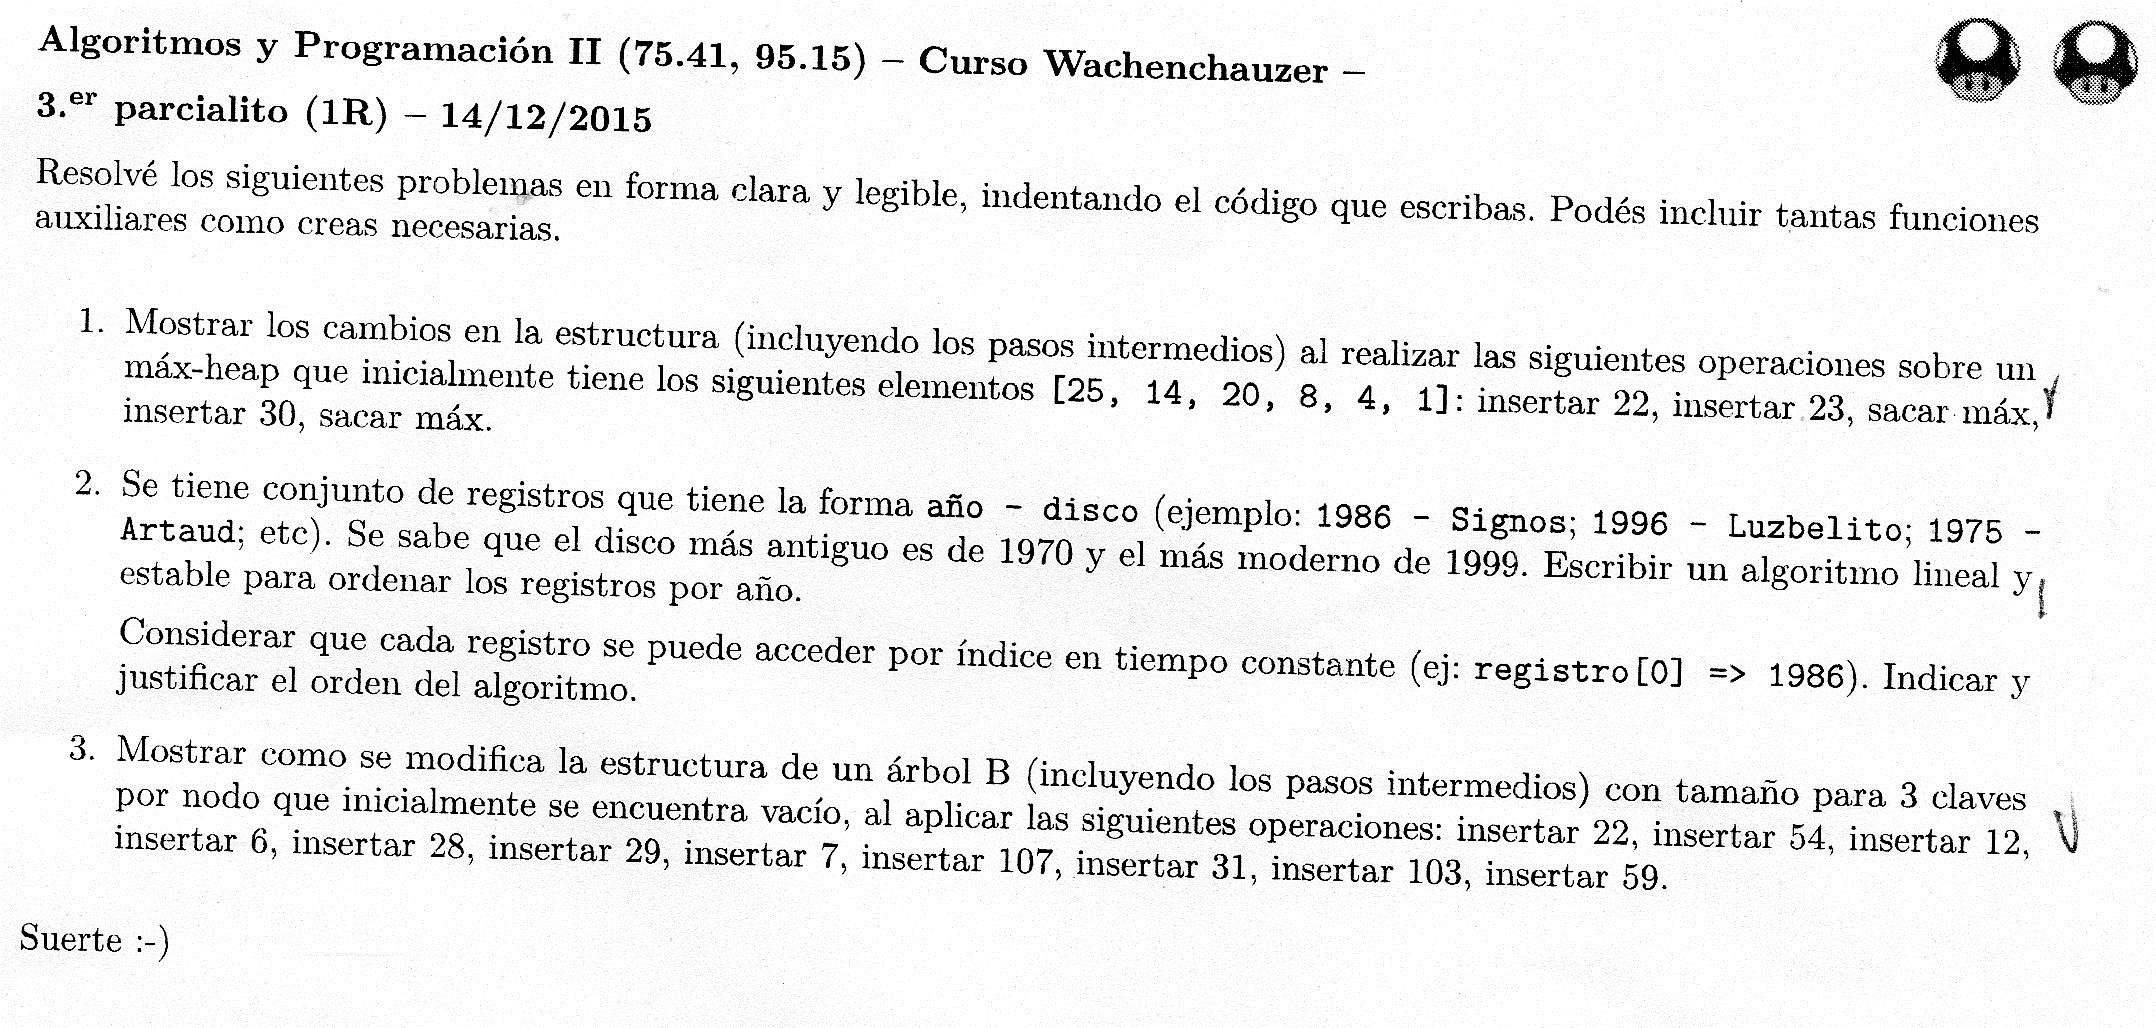 Algoritmos y Programación II (75.41, 95.15) – Curso Wachenchauzer –
3.er parcialito (1R) – 14/12/2015
Resolvé los siguientes problemas en forma clara y legible, indentando el código que escribas. Podés incluir tantas funciones
auxiliares como creas necesarias.
1. Mostrar los cambios en la estructura (incluyendo los pasos intermedios) al realizar las siguientes operaciones sobre un
máx-heap que inicialmente tiene los siguientes elementos [25, 14, 20, 8, 4, 1]: insertar 22, insertar 23, sacar máx,
insertar 30, sacar máx.
2. Se tiene conjunto de registros que tiene la forma año - disco (ejemplo: 1986 - Signos; 1996 - Luzbelito; 1975 -
Artaud; etc). Se sabe que el disco más antiguo es de 1970 y el más moderno de 1999. Escribir un algoritmo lineal y
estable para ordenar los registros por año.
Considerar que cada registro se puede acceder por índice en tiempo constante (ej: registro[0] => 1986). Indicar y
justificar el orden del algoritmo.
3. Mostrar como se modifica la estructura de un árbol B (incluyendo los pasos intermedios) con tamaño para 3 claves
por nodo que inicialmente se encuentra vacío, al aplicar las siguientes operaciones: insertar 22, insertar 54, insertar 12,
insertar 6, insertar 28, insertar 29, insertar 7, insertar 107, insertar 31, insertar 103, insertar 59.
Suerte :-)